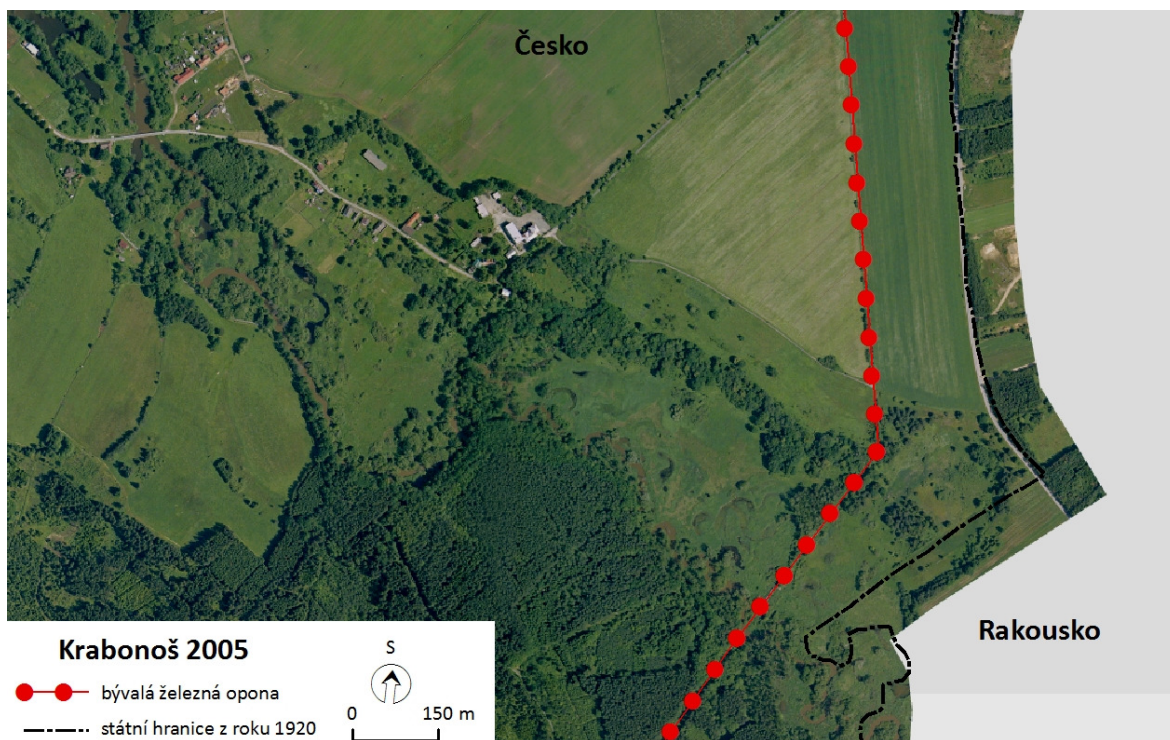 Česko
Rakousko
Krabonoš 2005
bývalá železná opona
státní hranice z roku 1920
S
0 150 m